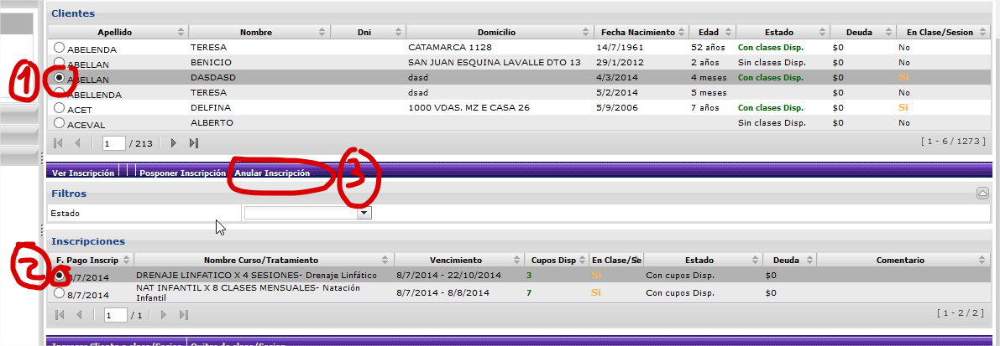 Clientes
Apellido Nombre Dni Domicilio Fecha Nacimiento Edad Estado Deuda En Clase/Sesion
ABELENDA TERESA CATAMARCA 1128 14/7/1961 52 años Con clases Disp. $0 No
ABELLAN BENICIO SAN JUAN ESQUINA LAVALLE DTO 13 29/1/2012 2 años Sin clases Disp. $0 No
1 ABELLAN DASDASD dasd 4/3/2014 4 meses Con clases Disp. $0 Si
ABELLENDA TERESA dsad 5/2/2014 5 meses $0 No
ACET DELFINA 1000 VDAS. MZ E CASA 26 5/9/2006 7 años Con clases Disp. $0 Si
ACEVAL ALBERTO Sin clases Disp. $0 No
1 / 213 [ 1 - 6 / 1273 ]
Ver Inscripción Posponer Inscripción Anular Inscripción 3
Filtros
Estado
Inscripciones
F. Pago Inscrip Nombre Curso/Tratamiento Vencimiento Cupos Disp En Clase/Se Estado Deuda Comentario
2 8/7/2014 DRENAJE LINFATICO X 4 SESIONES- Drenaje Linfático 8/7/2014 - 22/10/2014 3 Si Con cupos Disp. $0
8/7/2014 NAT INFANTIL X 8 CLASES MENSUALES- Natación Infantil 8/7/2014 - 8/8/2014 7 Si Con cupos Disp. $0
1 / 1 [ 1 - 2 / 2 ]